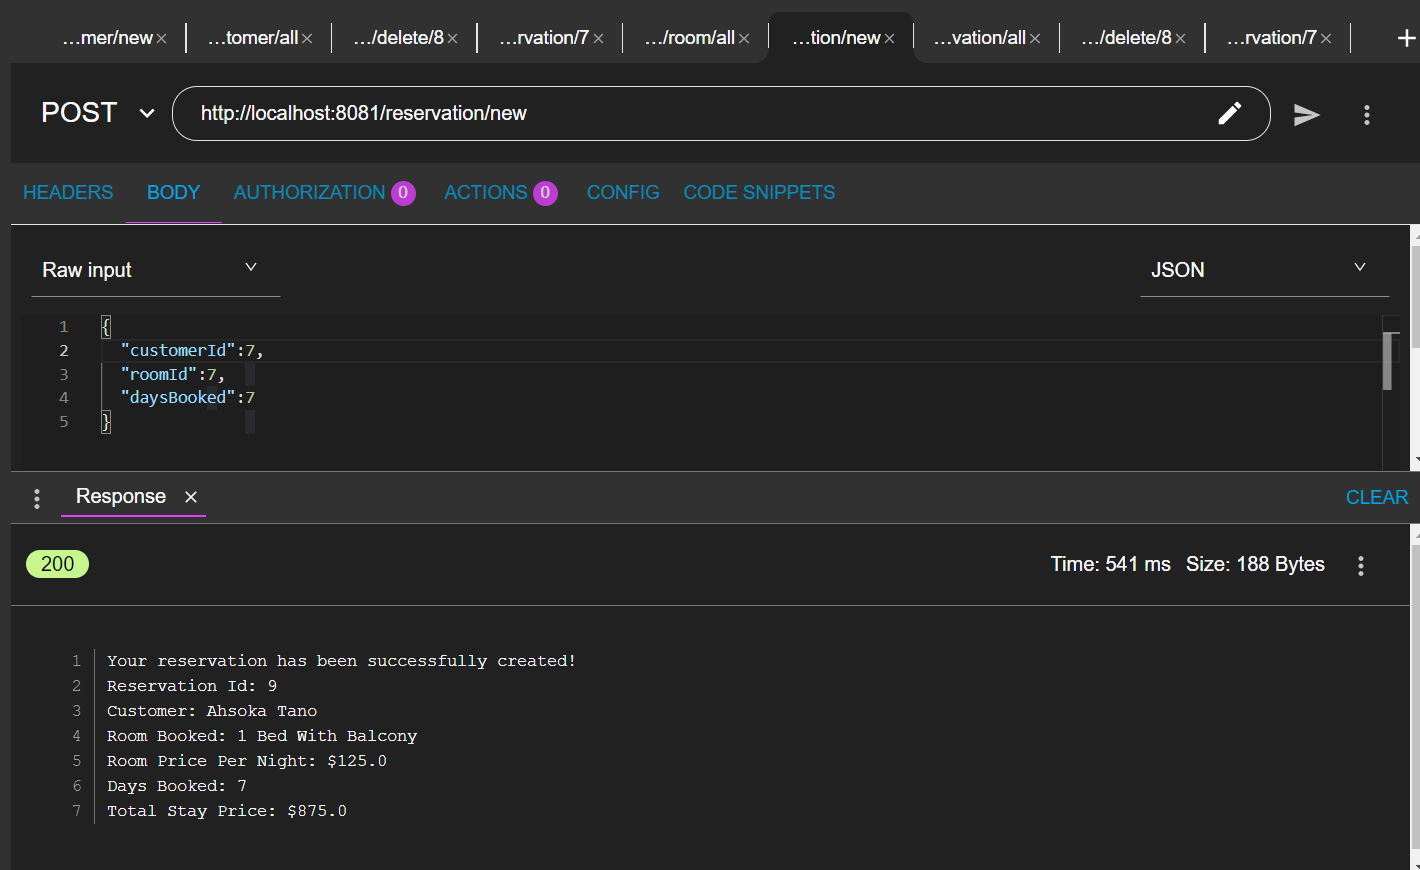 …mer/new× …tomer/all× …/delete/8× …rvation/7× …/room/all× …tion/new× …vation/all× …/delete/8× …rvation/7× +
POST http://localhost:8081/reservation/new
HEADERS BODY AUTHORIZATION 0 ACTIONS 0 CONFIG CODE SNIPPETS
Raw input JSON
1 {
2 "customerId":7,
3 "roomId":7,
4 "daysBooked":7
5 }
Response × CLEAR
200 Time: 541 ms Size: 188 Bytes
1 Your reservation has been successfully created!
2 Reservation Id: 9
3 Customer: Ahsoka Tano
4 Room Booked: 1 Bed With Balcony
5 Room Price Per Night: $125.0
6 Days Booked: 7
7 Total Stay Price: $875.0